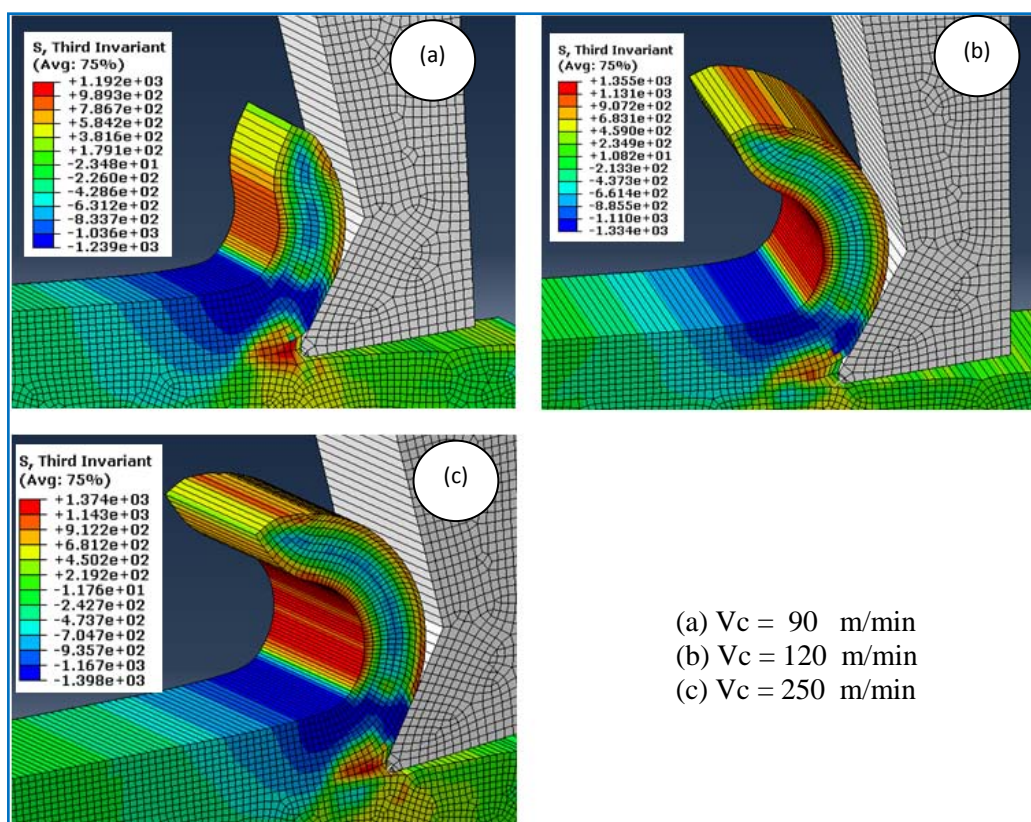 S, Third Invariant
(Avg: 75%)
+1.192e+03
+9.893e+02
+7.867e+02
+5.842e+02
+3.816e+02
+1.791e+02
-2.348e+01
-2.260e+02
-4.286e+02
-6.312e+02
-8.337e+02
-1.036e+03
-1.239e+03
(a)
S, Third Invariant
(Avg: 75%)
+1.355e+03
+1.131e+03
+9.072e+02
+6.831e+02
+4.590e+02
+2.349e+02
+1.082e+01
-2.133e+02
-4.373e+02
-6.614e+02
-8.855e+02
-1.110e+03
-1.334e+03
(b)
S, Third Invariant
(Avg: 75%)
+1.374e+03
+1.143e+03
+9.122e+02
+6.812e+02
+4.502e+02
+2.192e+02
-1.176e+01
-2.427e+02
-4.737e+02
-7.047e+02
-9.357e+02
-1.167e+03
-1.398e+03
(c)
(a) Vc = 90 m/min
(b) Vc = 120 m/min
(c) Vc = 250 m/min